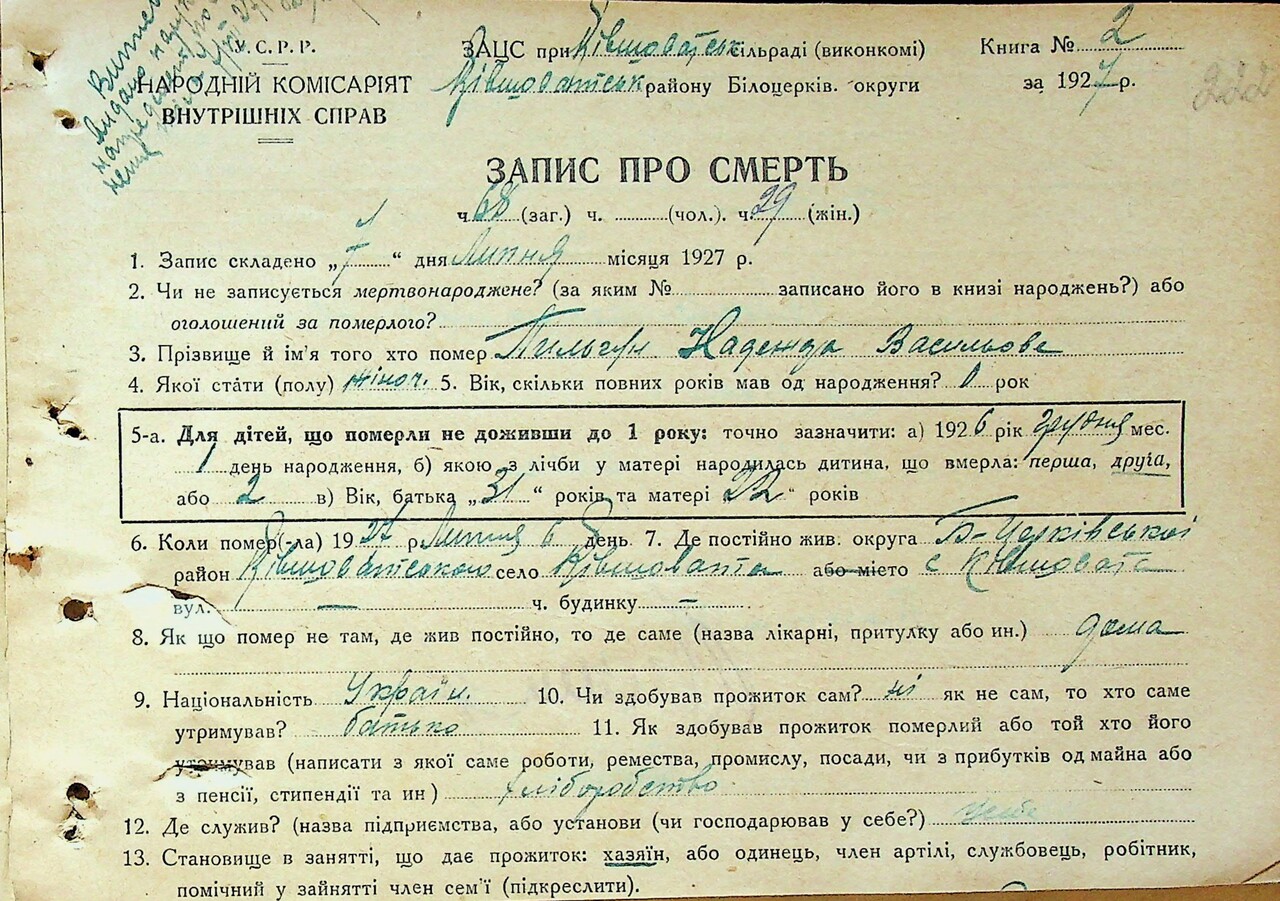 У.С.Р.Р.
НАРОДНІЙ КОМІСАРІЯТ
ВНУТРІШНІХ СПРАВ
ЗАЦС при Ківшоватськ сільраді (виконкомі)
Ківшоватськ району Білоцерків. округи
Книга № 2
за 1927 р.
222
ЗАПИС ПРО СМЕРТЬ
ч. 68 (заг.) ч. (чол.). ч. 29 (жін.)
1. Запис складено „7“ дня Липня місяця 1927 р.
2. Чи не записується мертвонароджене? (за яким № записано його в книзі народжень?) або
оголошений за померлого?
3. Прізвище й ім'я того хто помер Пильгун Надежда Васильове
4. Якої стати (полу) жіноч. 5. Вік, скільки повних років мав од народження? 0 рок
5-а. Для дітей, що померли не доживши до 1 року: точно зазначити: а) 1926 рік грудня мес.
1 день народження, б) якою з лічби у матері народилась дитина, що вмерла: перша, друга,
або 2 в) Вік, батька „31“ років та матері „22“ років
6. Коли помер(-ла) 1927 р. Липня 6 день 7. Де постійно жив. округа Б-Церківської
район Ківшоватського село Ківшовата або місто с Ківшовата
вул. — ч. будинку —
8. Як що помер не там, де жив постійно, то де саме (назва лікарні, притулку або ин.) дома
9. Національність Україн. 10. Чи здобував прожиток сам? ні як не сам, то хто саме
утримував? батько 11. Як здобував прожиток померлий або той хто його
утримував (написати з якої саме роботи, ремества, промислу, посади, чи з прибутків од майна або
з пенсії, стипендії та ин) хліборобство
12. Де служив? (назва підприємства, або установи (чи господарював у себе?)
13. Становище в занятті, що дає прожиток: хазяїн, або одинець, член артілі, службовець, робітник,
помічний у зайнятті член сем'ї (підкреслити).